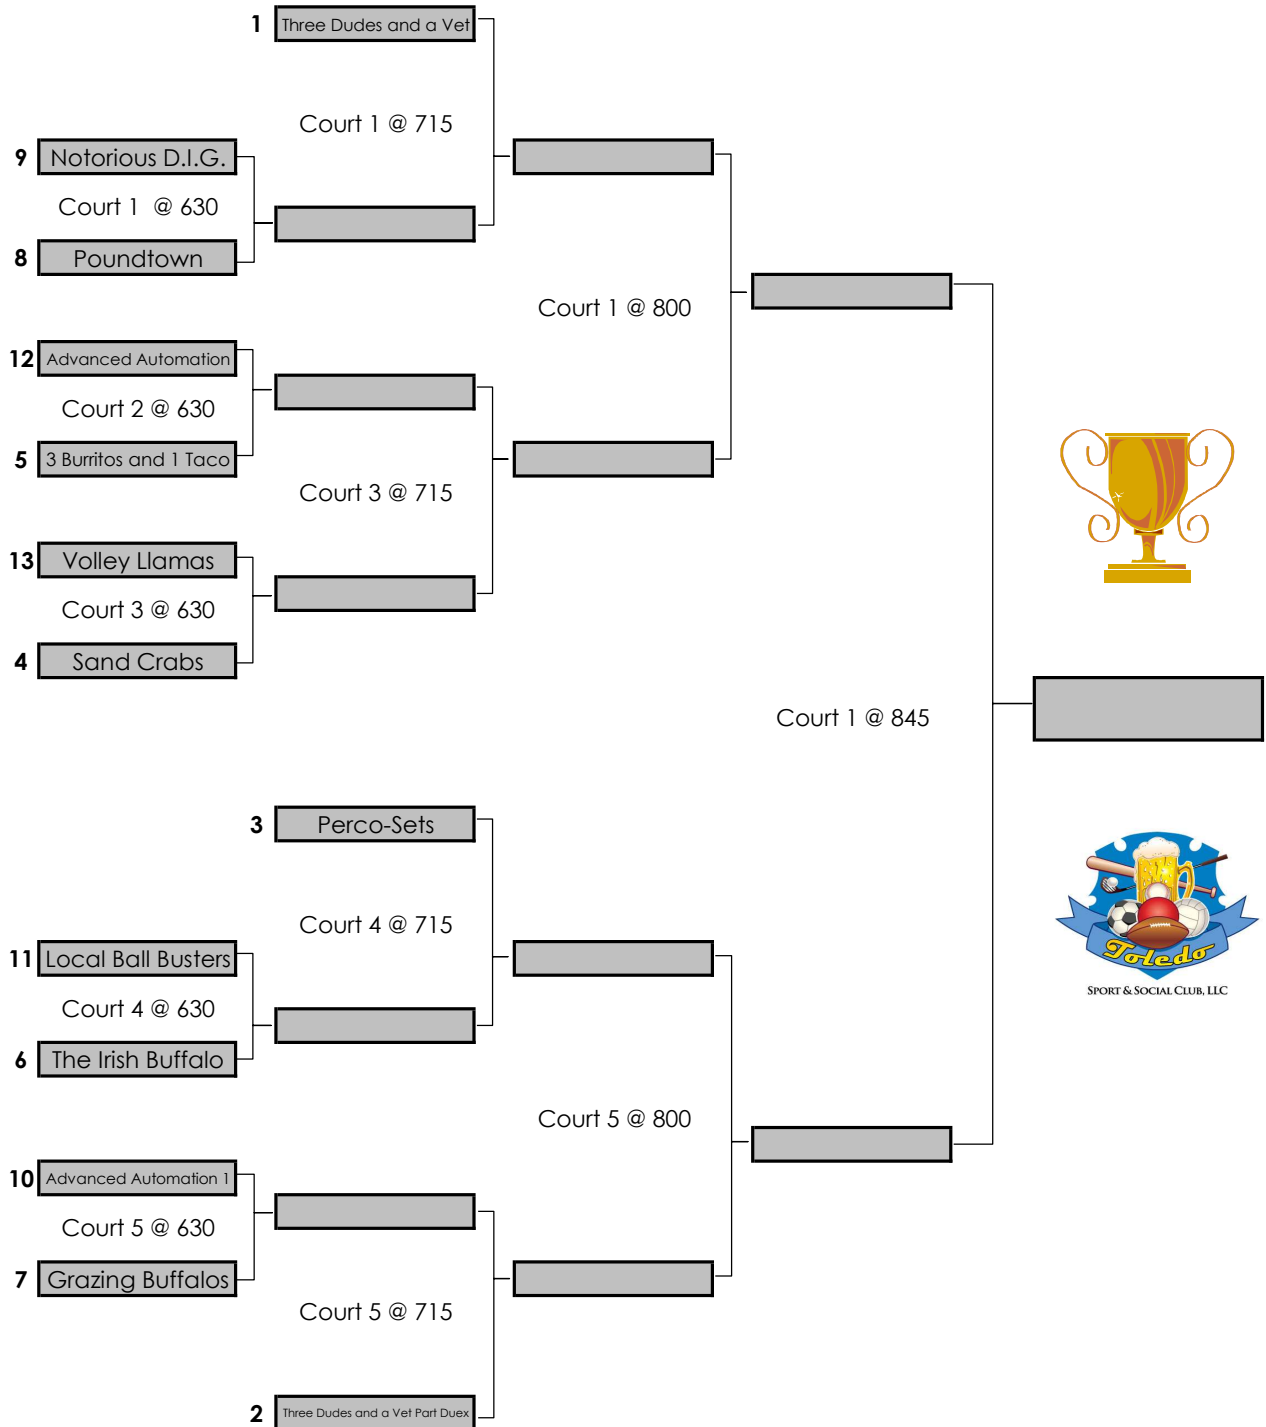 1 Three Dudes and a Vet
Court 1 @ 715
9 Notorious D.I.G.
Court 1 @ 630
8 Poundtown
Court 1 @ 800
12 Advanced Automation
Court 2 @ 630
5 3 Burritos and 1 Taco
Court 3 @ 715
13 Volley Llamas
Court 3 @ 630
4 Sand Crabs
Court 1 @ 845
3 Perco-Sets
Court 4 @ 715
11 Local Ball Busters
Court 4 @ 630
6 The Irish Buffalo
Toledo
SPORT & SOCIAL CLUB, LLC
Court 5 @ 800
10 Advanced Automation 1
Court 5 @ 630
7 Grazing Buffalos
Court 5 @ 715
2 Three Dudes and a Vet Part Duex